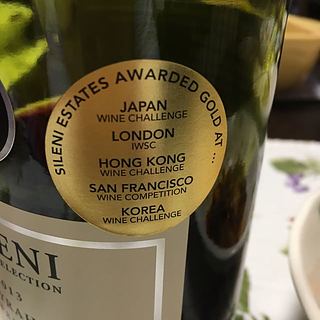 SILENI ESTATES AWARDED GOLD AT ...
JAPAN
WINE CHALLENGE
LONDON
IWSC
HONG KONG
WINE CHALLENGE
SAN FRANCISCO
WINE COMPETITION
KOREA
WINE CHALLENGE